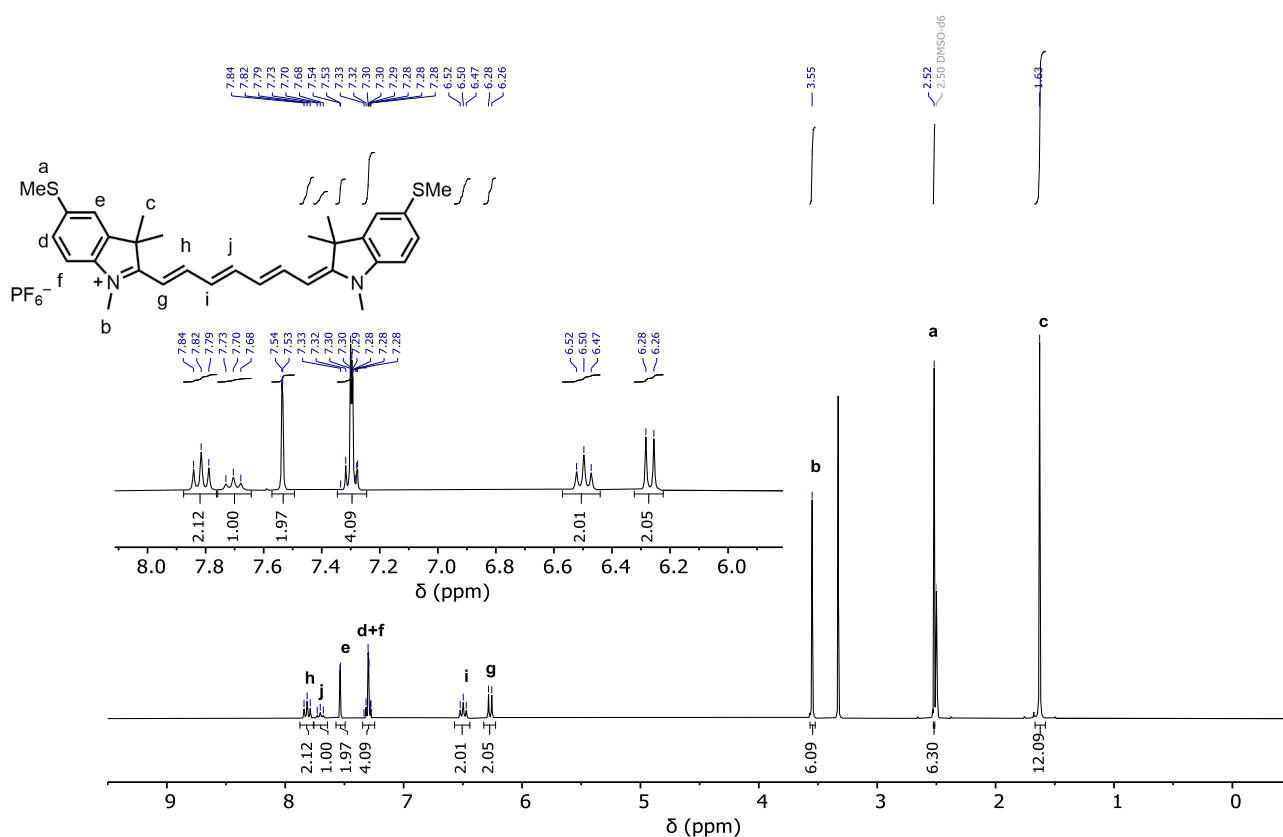 7.84
7.82
7.79
7.73
7.70
7.68
7.54
7.53
7.33
7.32
7.30
7.30
7.29
7.28
7.28
7.28
6.52
6.50
6.47
6.28
6.26
3.55
2.52
2.50 DMSO-d6
1.63
a
MeS
e
c
d
h
j
f
+
N
g
i
b
PF6−
SMe
N
7.84
7.82
7.79
7.73
7.70
7.68
7.54
7.53
7.33
7.32
7.30
7.30
7.29
7.28
7.28
7.28
6.52
6.50
6.47
6.28
6.26
2.12
1.00
1.97
4.09
2.01
2.05
8.0 7.8 7.6 7.4 7.2 7.0 6.8 6.6 6.4 6.2 6.0
δ (ppm)
h
j
e
d+f
i
g
b
a
c
2.12
1.00
1.97
4.09
2.01
2.05
6.09
6.30
12.09
9 8 7 6 5 4 3 2 1 0
δ (ppm)